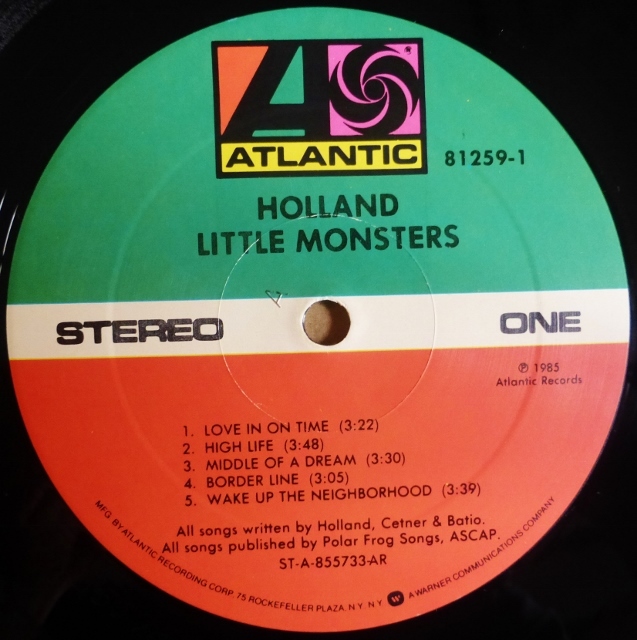 ATLANTIC
81259-1
HOLLAND
LITTLE MONSTERS
STEREO
ONE
℗ 1985
Atlantic Records
1. LOVE IN ON TIME (3:22)
2. HIGH LIFE (3:48)
3. MIDDLE OF A DREAM (3:30)
4. BORDER LINE (3:05)
5. WAKE UP THE NEIGHBORHOOD (3:39)
All songs written by Holland, Cetner & Batio.
All songs published by Polar Frog Songs, ASCAP.
ST-A-855733-AR
MFG. BY ATLANTIC RECORDING CORP. 75 ROCKEFELLER PLAZA, N.Y. N.Y. W A WARNER COMMUNICATIONS COMPANY